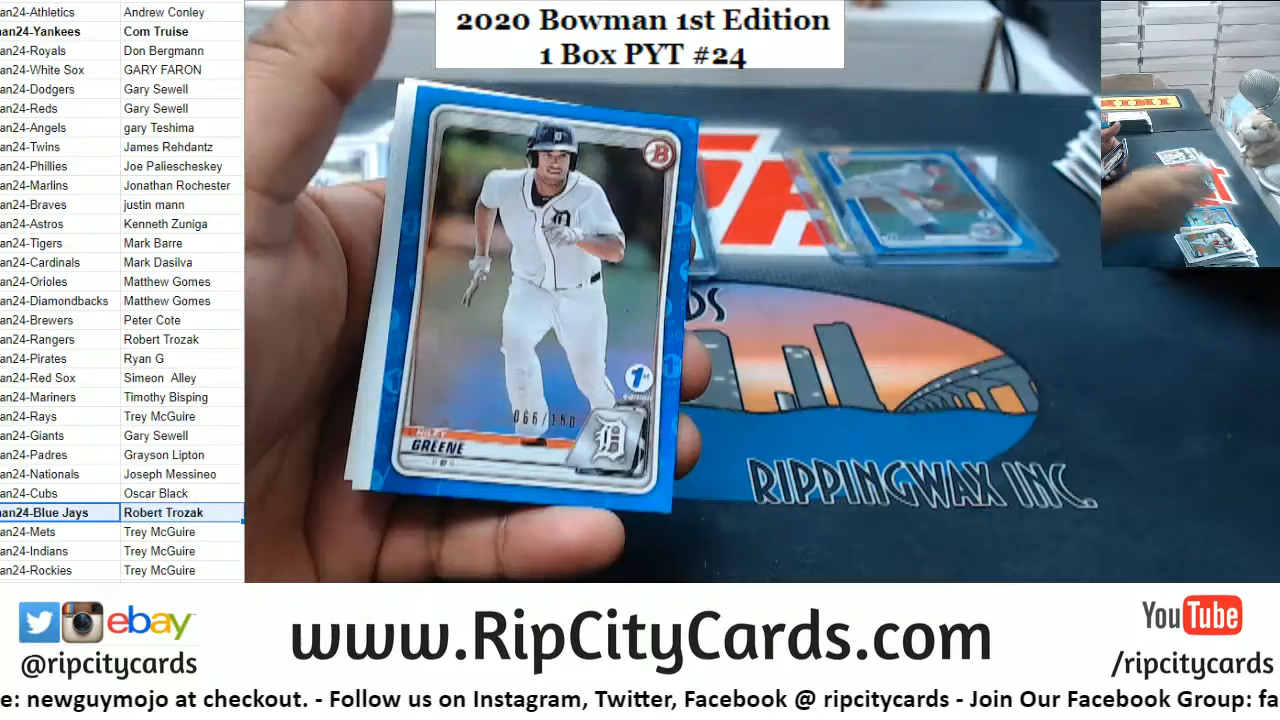 an24-Athletics Andrew Conley
nan24-Yankees Com Truise
an24-Royals Don Bergmann
an24-White Sox GARY FARON
an24-Dodgers Gary Sewell
an24-Reds Gary Sewell
an24-Angels gary Teshima
an24-Twins James Rehdantz
an24-Phillies Joe Paliescheskey
an24-Marlins Jonathan Rochester
an24-Braves justin mann
an24-Astros Kenneth Zuniga
an24-Tigers Mark Barre
an24-Cardinals Mark Dasilva
an24-Orioles Matthew Gomes
an24-Diamondbacks Matthew Gomes
an24-Brewers Peter Cote
an24-Rangers Robert Trozak
an24-Pirates Ryan G
an24-Red Sox Simeon Alley
an24-Mariners Timothy Bisping
an24-Rays Trey McGuire
an24-Giants Gary Sewell
an24-Padres Grayson Lipton
an24-Nationals Joseph Messineo
an24-Cubs Oscar Black
nan24-Blue Jays Robert Trozak
an24-Mets Trey McGuire
an24-Indians Trey McGuire
an24-Rockies Trey McGuire
2020 Bowman 1st Edition
1 Box PYT #24
B
D
1st
Edition
066/150
RILEY
GREENE
OF
D
DS
RIPPINGWAX INC.
ebay
@ripcitycards
www.RipCityCards.com
YouTube
/ripcitycards
e: newguymojo at checkout. - Follow us on Instagram, Twitter, Facebook @ ripcitycards - Join Our Facebook Group: fa